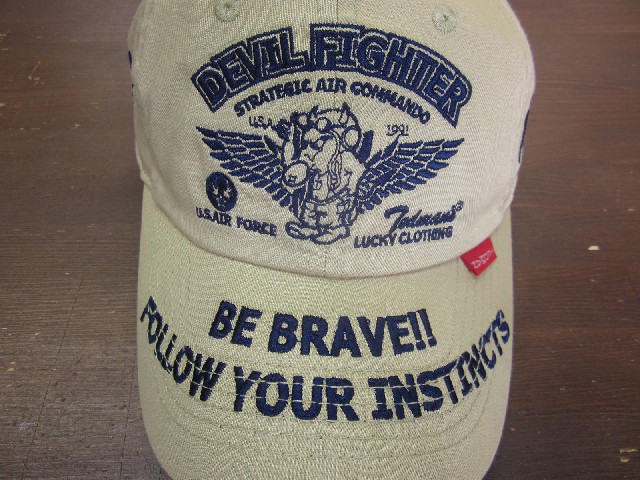 DEVIL FIGHTER
STRATEGIC AIR COMMANDO
U.S.A. 1991
U.S.AIR FORCE
Tedman's®
LUCKY CLOTHING
BE BRAVE!!
FOLLOW YOUR INSTINCTS